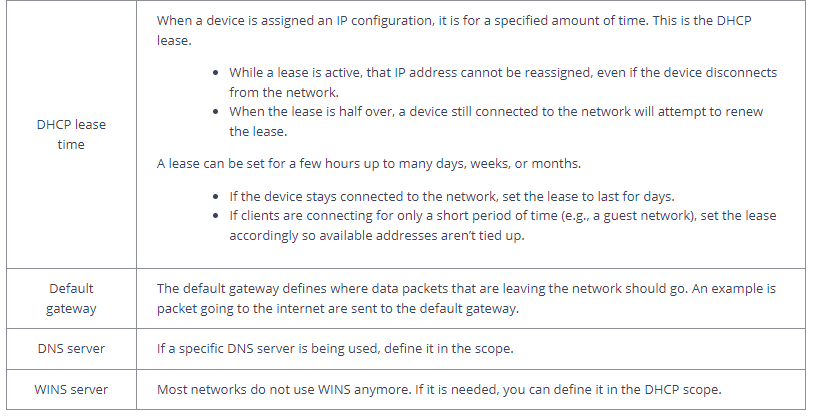 When a device is assigned an IP configuration, it is for a specified amount of time. This is the DHCP
lease.
• While a lease is active, that IP address cannot be reassigned, even if the device disconnects
from the network.
• When the lease is half over, a device still connected to the network will attempt to renew
the lease.
DHCP lease
time
A lease can be set for a few hours up to many days, weeks, or months.
• If the device stays connected to the network, set the lease to last for days.
• If clients are connecting for only a short period of time (e.g., a guest network), set the lease
accordingly so available addresses aren't tied up.
Default
gateway
The default gateway defines where data packets that are leaving the network should go. An example is
packet going to the internet are sent to the default gateway.
DNS server
If a specific DNS server is being used, define it in the scope.
WINS server
Most networks do not use WINS anymore. If it is needed, you can define it in the DHCP scope.